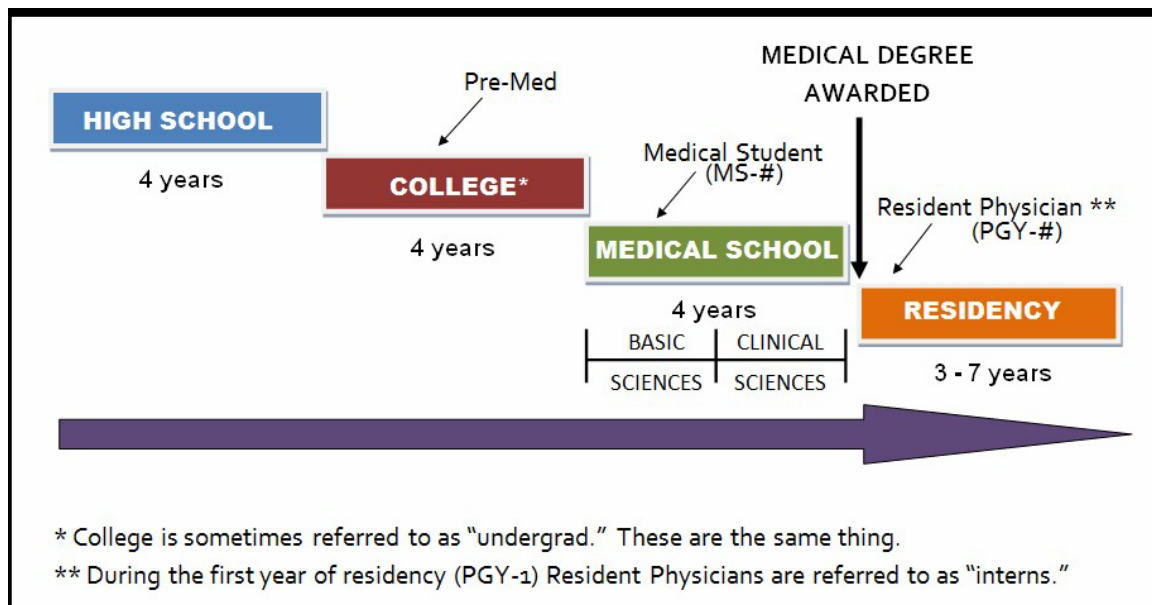 MEDICAL DEGREE
AWARDED
Pre-Med
HIGH SCHOOL
4 years
Medical Student
(MS-#)
COLLEGE*
4 years
Resident Physician **
(PGY-#)
MEDICAL SCHOOL
4 years
BASIC
SCIENCES
CLINICAL
SCIENCES
RESIDENCY
3 - 7 years
* College is sometimes referred to as “undergrad.” These are the same thing.
** During the first year of residency (PGY-1) Resident Physicians are referred to as “interns.”